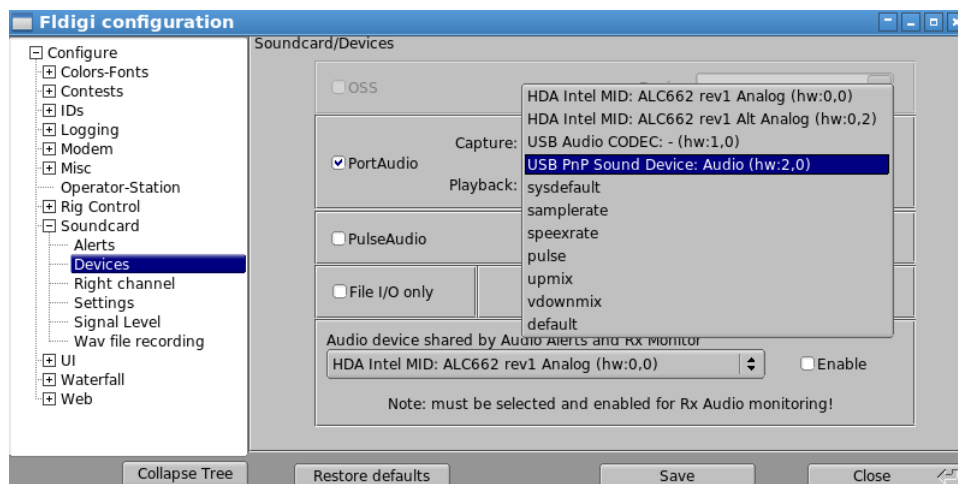 Fldigi configuration
Configure
Colors-Fonts
Contests
IDs
Logging
Modem
Misc
Operator-Station
Rig Control
Soundcard
Alerts
Devices
Right channel
Settings
Signal Level
Wav file recording
UI
Waterfall
Web
Collapse Tree
Soundcard/Devices
OSS
PortAudio
Capture:
Playback:
HDA Intel MID: ALC662 rev1 Analog (hw:0,0)
HDA Intel MID: ALC662 rev1 Alt Analog (hw:0,2)
USB Audio CODEC: - (hw:1,0)
USB PnP Sound Device: Audio (hw:2,0)
sysdefault
samplerate
speexrate
pulse
upmix
vdownmix
default
PulseAudio
File I/O only
Audio device shared by Audio Alerts and Rx Monitor
HDA Intel MID: ALC662 rev1 Analog (hw:0,0)
Enable
Note: must be selected and enabled for Rx Audio monitoring!
Restore defaults
Save
Close